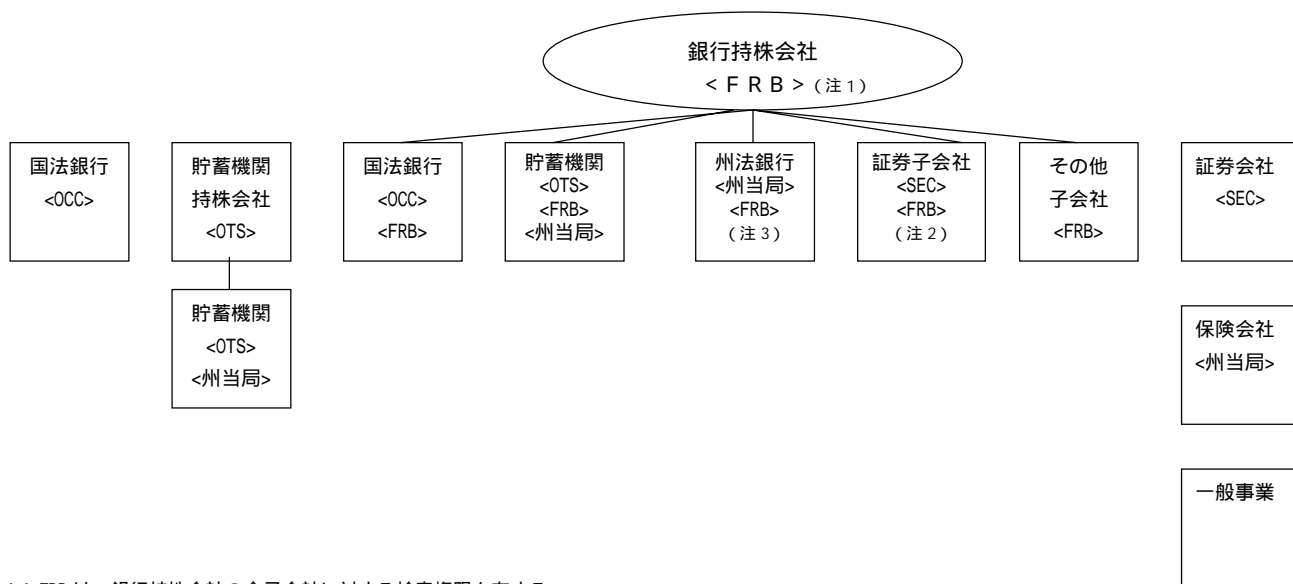 銀行持株会社
<ＦＲＢ>（注１）
国法銀行
<OCC>
貯蓄機関
持株会社
<OTS>
貯蓄機関
<OTS>
<州当局>
国法銀行
<OCC>
<FRB>
貯蓄機関
<OTS>
<FRB>
<州当局>
州法銀行
<州当局>
<FRB>
（注３）
証券子会社
<SEC>
<FRB>
（注２）
その他
子会社
<FRB>
証券会社
<SEC>
保険会社
<州当局>
一般事業